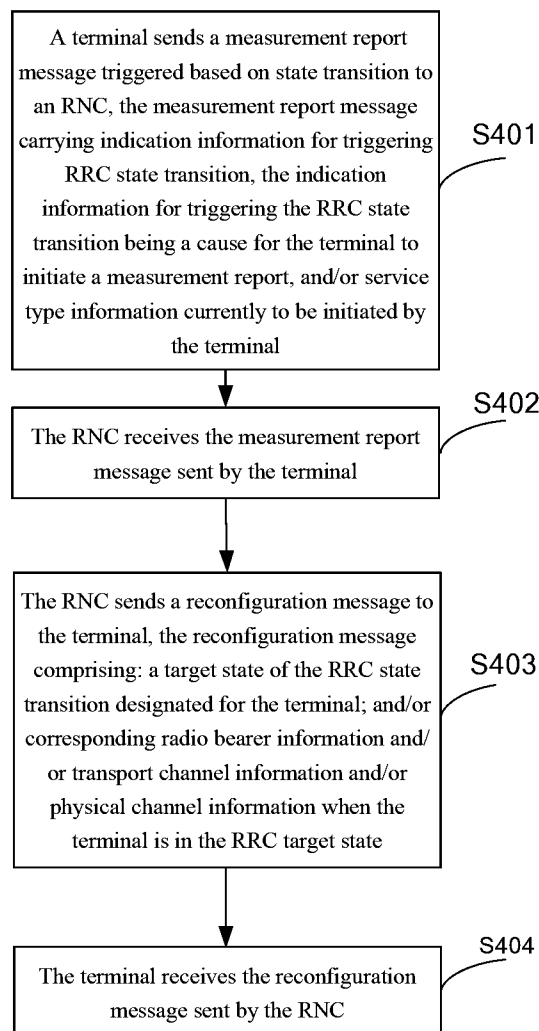 A terminal sends a measurement report
message triggered based on state transition to
an RNC, the measurement report message
carrying indication information for triggering
RRC state transition, the indication
information for triggering the RRC state
transition being a cause for the terminal to
initiate a measurement report, and/or service
type information currently to be initiated by
the terminal
S401
S402
The RNC receives the measurement report
message sent by the terminal
The RNC sends a reconfiguration message to
the terminal, the reconfiguration message
comprising: a target state of the RRC state
transition designated for the terminal; and/or
corresponding radio bearer information and/
or transport channel information and/or
physical channel information when the
terminal is in the RRC target state
S403
S404
The terminal receives the reconfiguration
message sent by the RNC